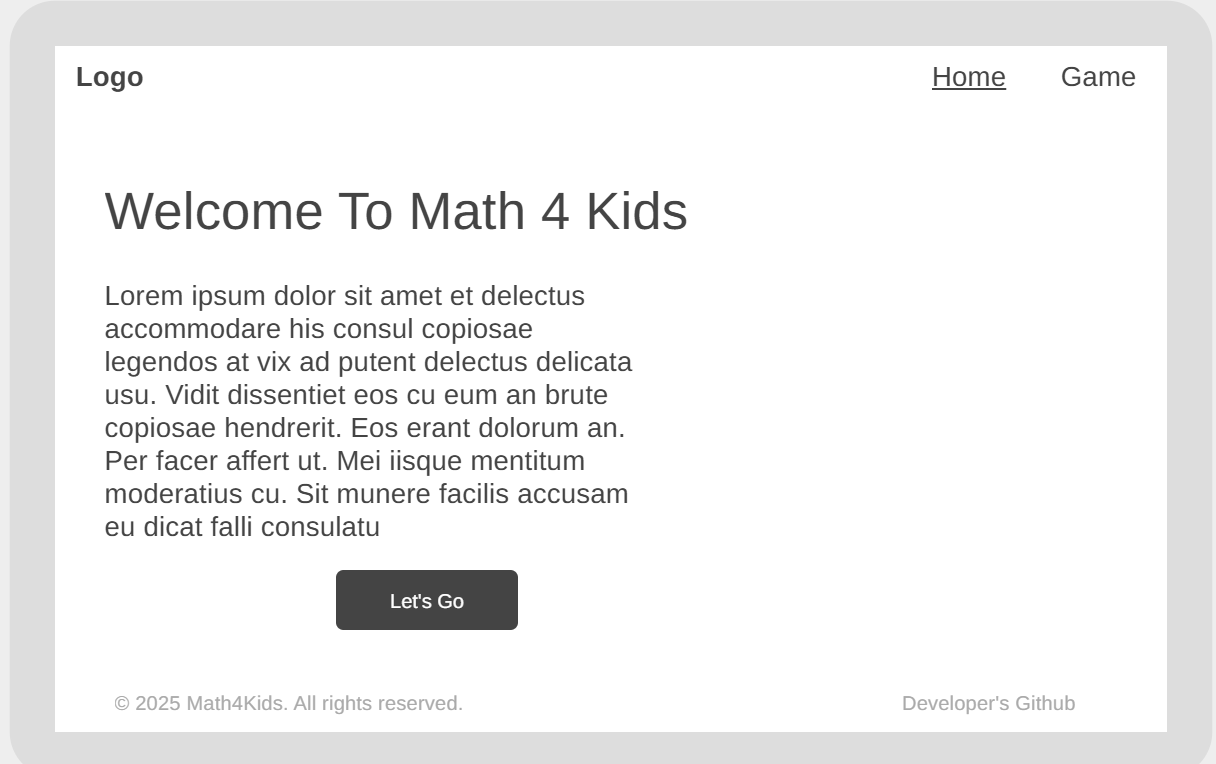 Logo
Home Game
Welcome To Math 4 Kids
Lorem ipsum dolor sit amet et delectus
accommodare his consul copiosae
legendos at vix ad putent delectus delicata
usu. Vidit dissentiet eos cu eum an brute
copiosae hendrerit. Eos erant dolorum an.
Per facer affert ut. Mei iisque mentitum
moderatius cu. Sit munere facilis accusam
eu dicat falli consulatu
Let's Go
© 2025 Math4Kids. All rights reserved.
Developer's Github